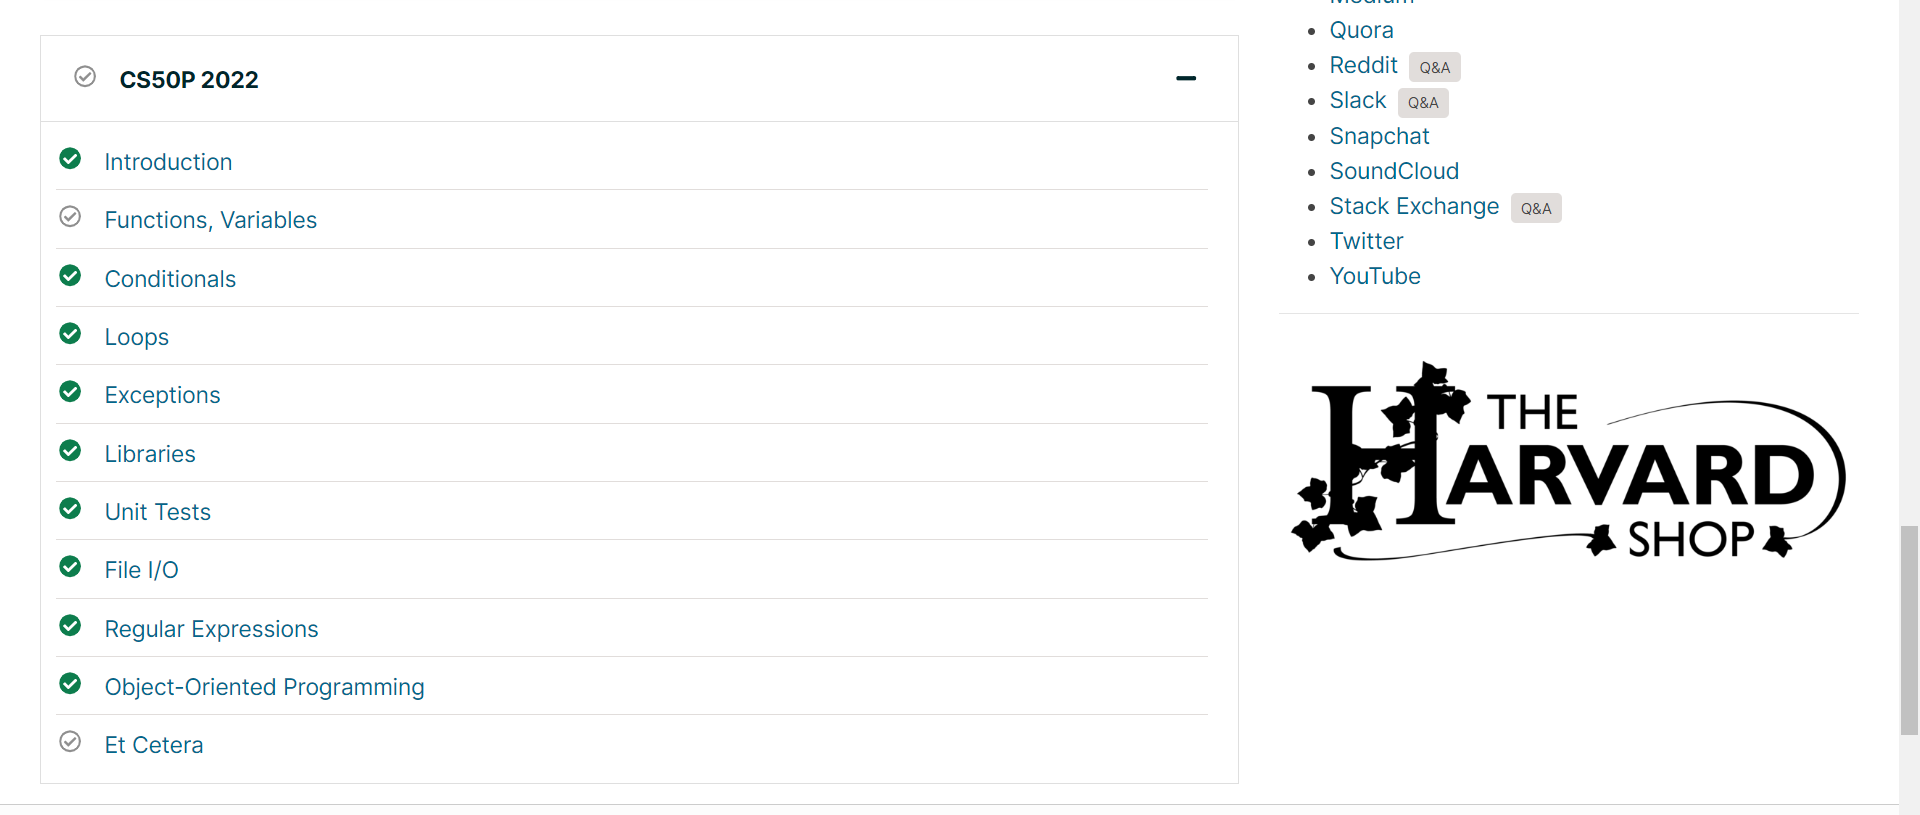 CS50P 2022
Introduction
Functions, Variables
Conditionals
Loops
Exceptions
Libraries
Unit Tests
File I/O
Regular Expressions
Object-Oriented Programming
Et Cetera
Medium
Quora
Reddit Q&A
Slack Q&A
Snapchat
SoundCloud
Stack Exchange Q&A
Twitter
YouTube
THE
HARVARD
SHOP